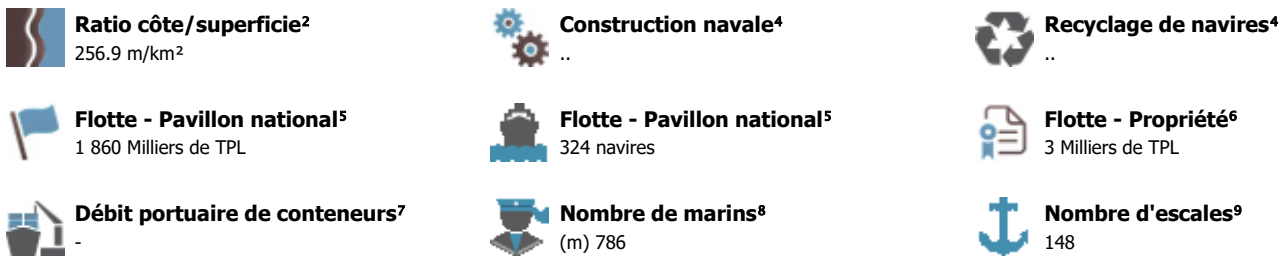 Ratio côte/superficie²
256.9 m/km²
Construction navale⁴
..
Recyclage de navires⁴
..
Flotte - Pavillon national⁵
1 860 Milliers de TPL
Flotte - Pavillon national⁵
324 navires
Flotte - Propriété⁶
3 Milliers de TPL
Débit portuaire de conteneurs⁷
-
Nombre de marins⁸
(m) 786
Nombre d'escales⁹
148